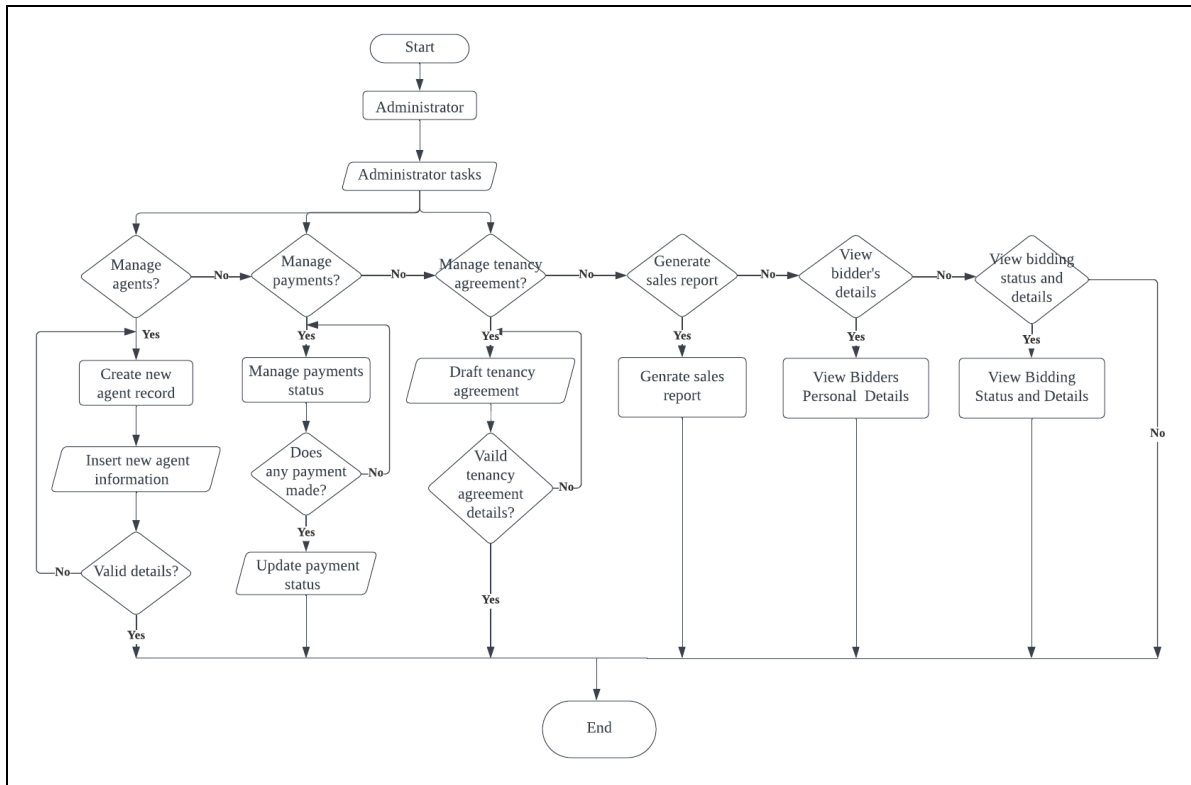 Start
Administrator
Administrator tasks
Manage
agents?
No
Manage
payments?
No
Manage tenancy
agreement?
No
Generate
sales report
No
View
bidder's
details
No
View bidding
status and
details
Yes
Yes
Yes
Yes
Yes
Yes
Create new
agent record
Manage payments
status
Draft tenancy
agreement
Genrate sales
report
View Bidders
Personal Details
View Bidding
Status and Details
No
Insert new agent
information
Does
any payment
made?
No
Vaild
tenancy
agreement
details?
No
Yes
No
Valid details?
Update payment
status
Yes
Yes
End